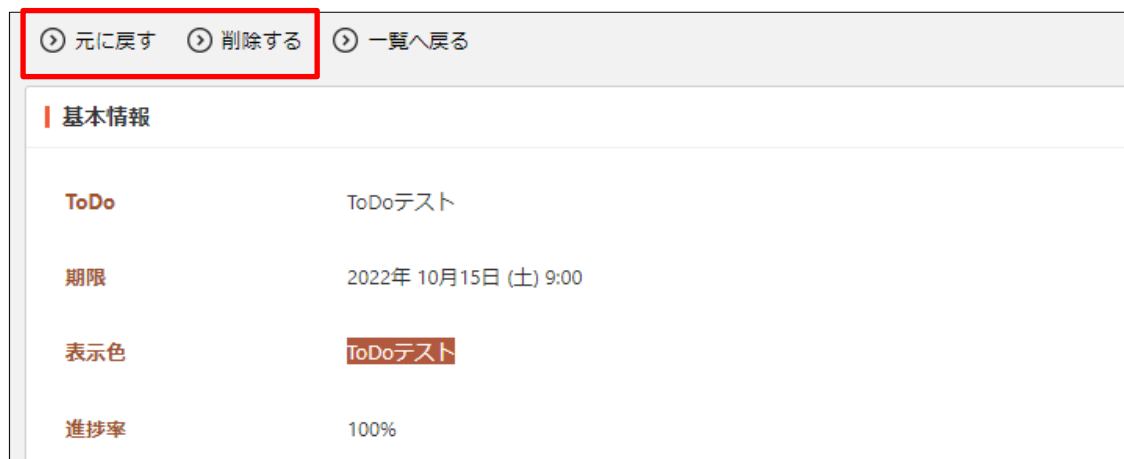 元に戻す 削除する 一覧へ戻る
基本情報
ToDo ToDoテスト
期限 2022年 10月15日 (土) 9:00
表示色 ToDoテスト
進捗率 100%